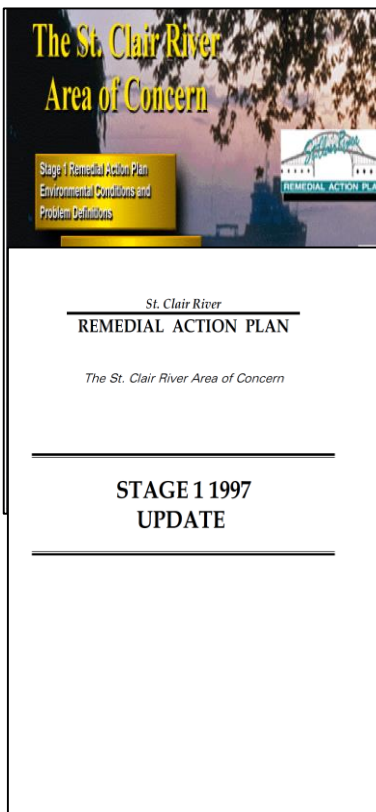 The St. Clair River
Area of Concern
Stage 1 Remedial Action Plan
Environmental Conditions and
Problem Definitions
REMEDIAL ACTION PLA
St. Clair River
REMEDIAL ACTION PLAN
The St. Clair River Area of Concern
STAGE 1 1997
UPDATE